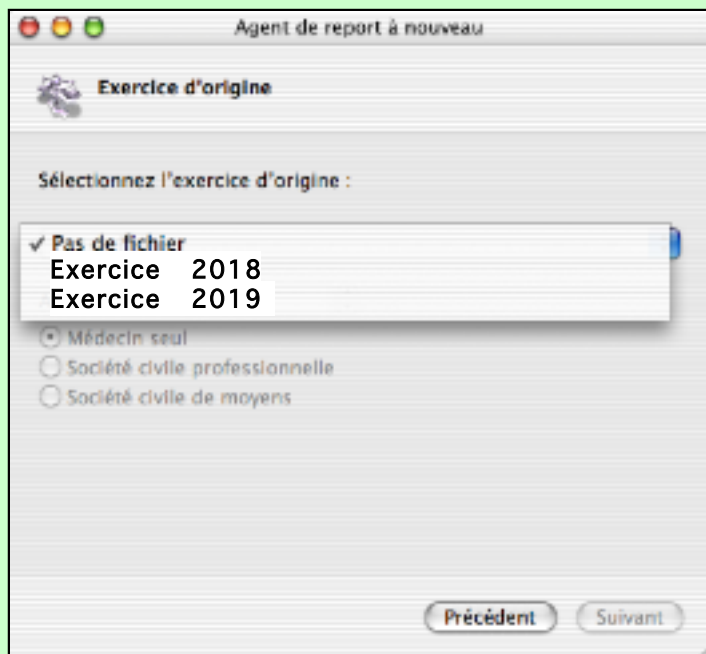 Agent de report à nouveau
Exercice d'origine
Sélectionnez l'exercice d'origine :
✓ Pas de fichier
Exercice 2018
Exercice 2019
Médecin seul
Société civile professionnelle
Société civile de moyens
Précédent Suivant